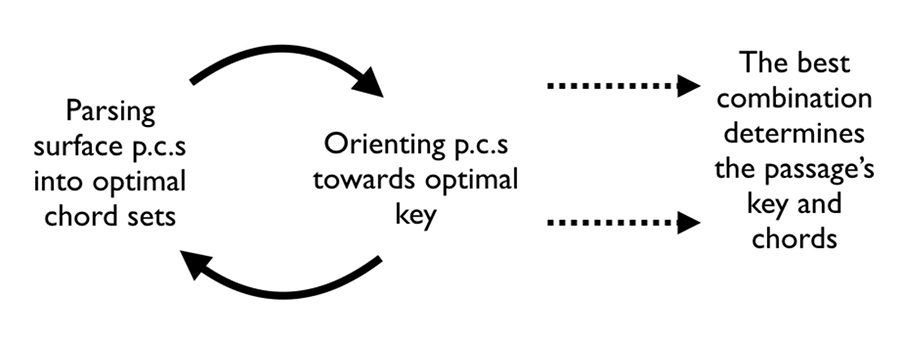 Parsing
surface p.c.s
into optimal
chord sets
Orienting p.c.s
towards optimal
key
The best
combination
determines
the passage's
key and
chords